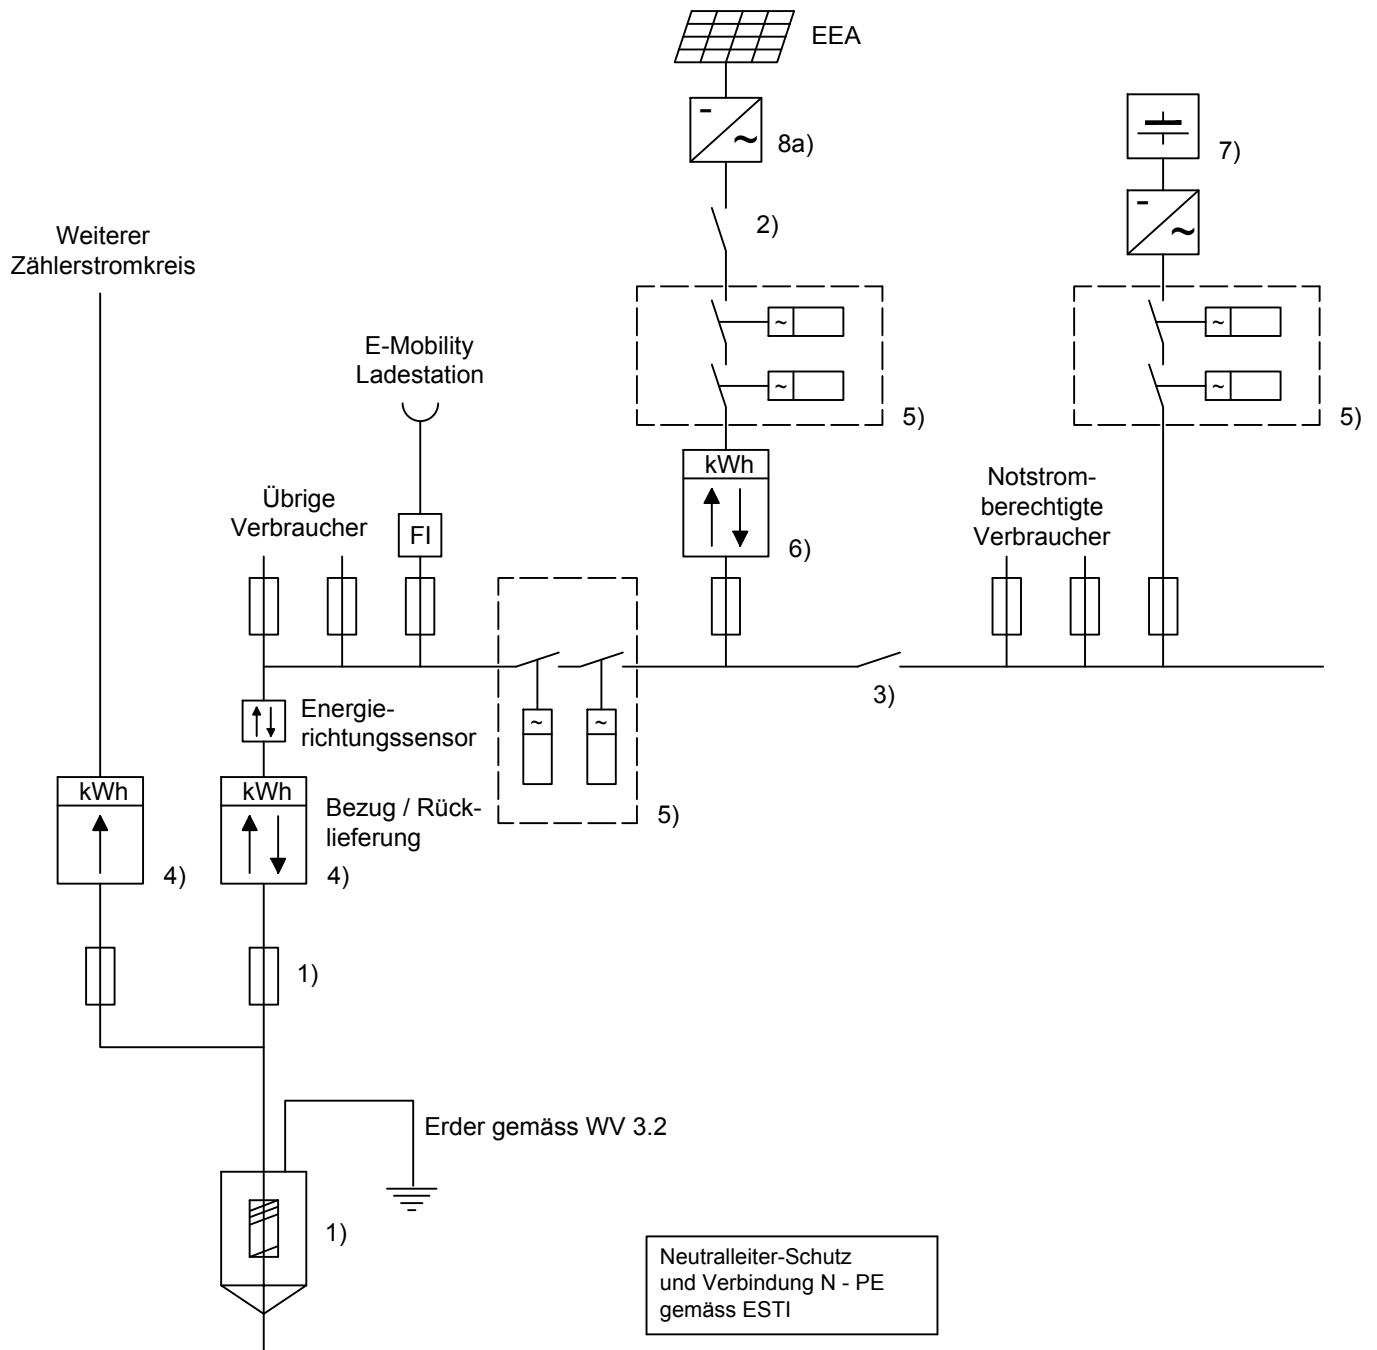 EEA
8a)
7)
2)
Weiterer
Zählerstromkreis
~
~
~
~
5)
5)
E-Mobility
Ladestation
kWh
6)
Übrige
Verbraucher
FI
Notstrom-
berechtigte
Verbraucher
3)
Energie-
richtungssensor
~
~
5)
kWh
4)
kWh
Bezug / Rück-
lieferung
4)
1)
Erder gemäss WV 3.2
1)
Neutralleiter-Schutz
und Verbindung N - PE
gemäss ESTI